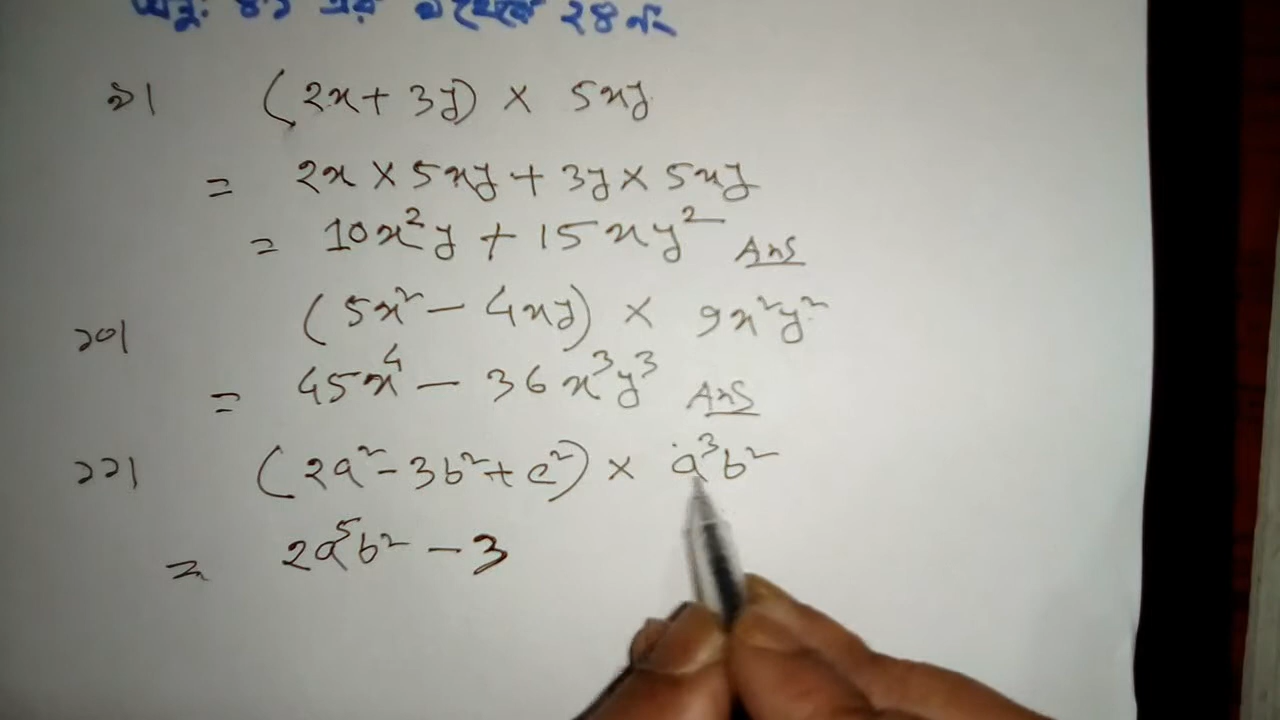 ৯। (2x + 3y) × 5xy
= 2x × 5xy + 3y × 5xy
= 10x²y + 15xy² Ans
১০। (5x² - 4xy) × 9x²y²
= 45x⁴ - 36x³y³ Ans
১১। (2a² - 3b² + c²) × a³b²
= 2a⁵b² - 3